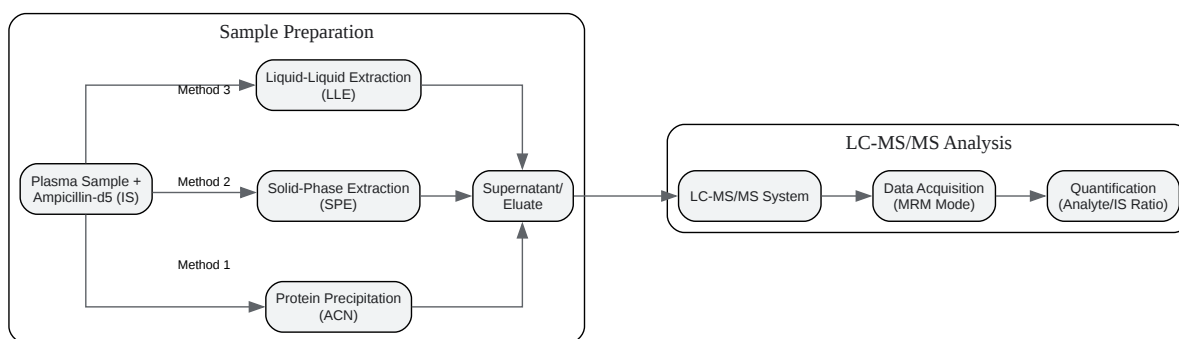 Sample Preparation
Method 3
Liquid-Liquid Extraction
(LLE)
Plasma Sample +
Ampicillin-d5 (IS)
Method 2
Solid-Phase Extraction
(SPE)
Supernatant/
Eluate
Method 1
Protein Precipitation
(ACN)
LC-MS/MS Analysis
LC-MS/MS System
Data Acquisition
(MRM Mode)
Quantification
(Analyte/IS Ratio)